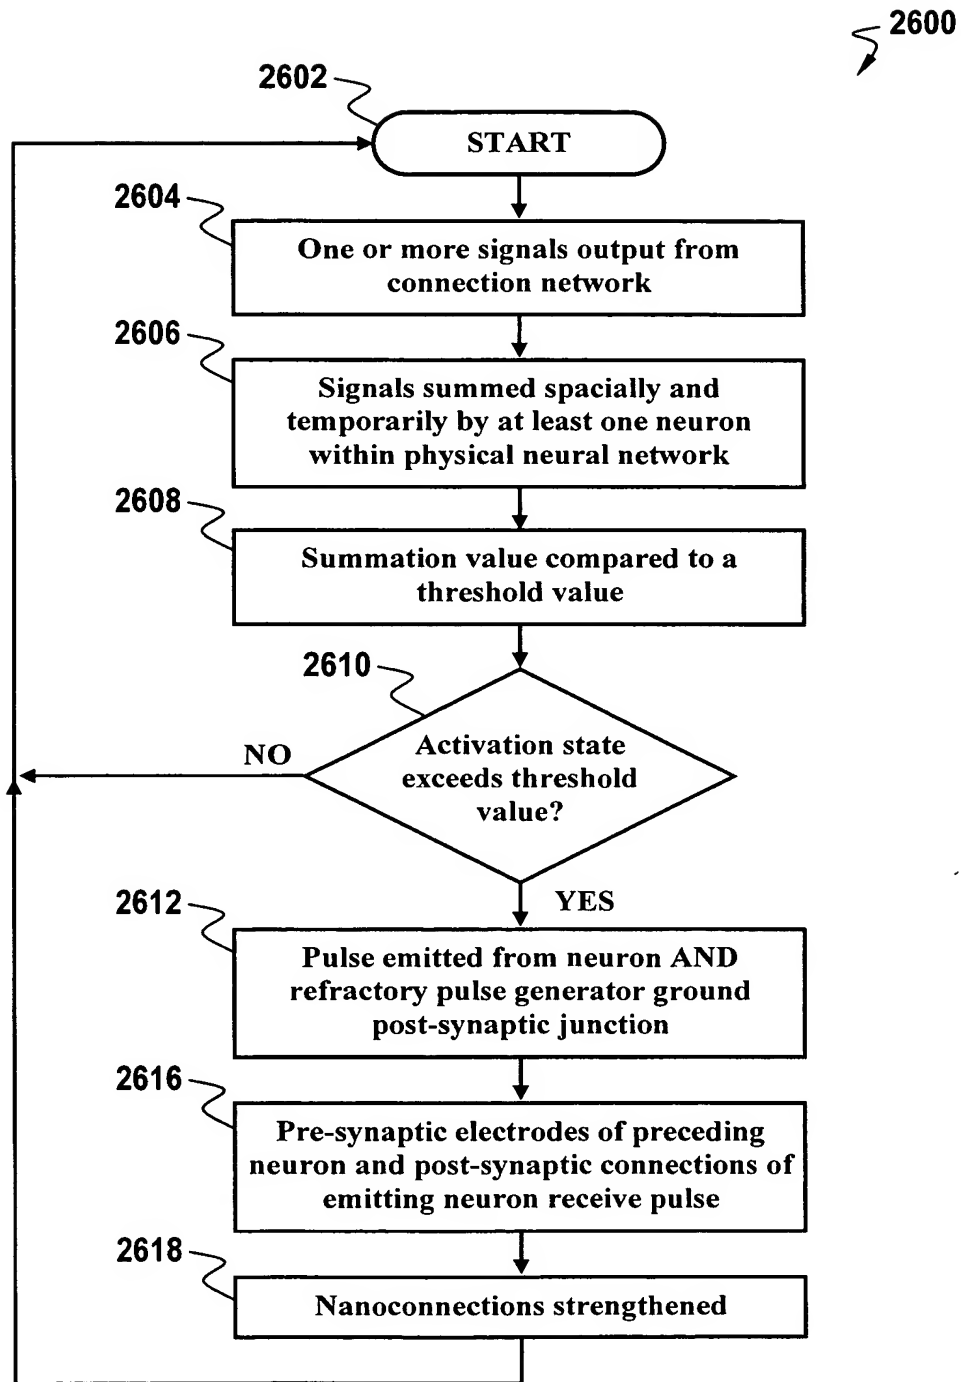 2600
2602
START
2604
One or more signals output from
connection network
2606
Signals summed spacially and
temporarily by at least one neuron
within physical neural network
2608
Summation value compared to a
threshold value
2610
Activation state
exceeds threshold
value?
NO
YES
2612
Pulse emitted from neuron AND
refractory pulse generator ground
post-synaptic junction
2616
Pre-synaptic electrodes of preceding
neuron and post-synaptic connections of
emitting neuron receive pulse
2618
Nanoconnections strengthened